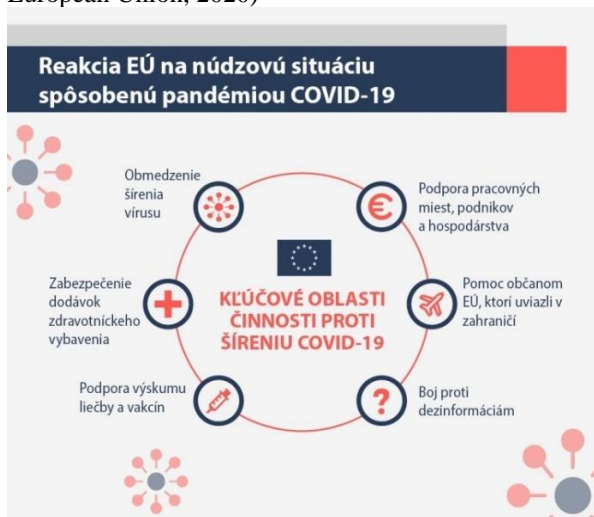 European Union, 2020)
Reakcia EÚ na núdzovú situáciu
spôsobenú pandémiou COVID-19
Obmedzenie
šírenia
vírusu
Podpora pracovných
miest, podnikov
a hospodárstva
Zabezpečenie
dodávok
zdravotníckeho
vybavenia
KĽÚČOVÉ OBLASTI
ČINNOSTI PROTI
ŠÍRENIU COVID-19
Pomoc občanom
EÚ, ktorí uviazli v
zahraničí
Podpora výskumu
liečby a vakcín
Boj proti
dezinformáciám